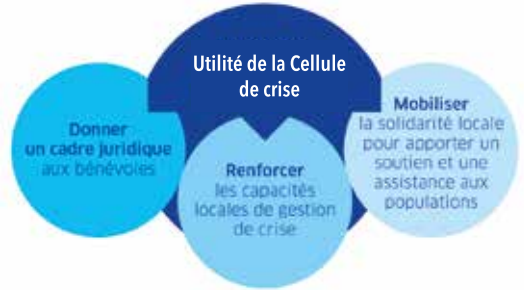 Utilité de la Cellule
de crise
Donner
un cadre juridique
aux bénévoles
Renforcer
les capacités
locales de gestion
de crise
Mobiliser
la solidarité locale
pour apporter un
soutien et une
assistance aux
populations